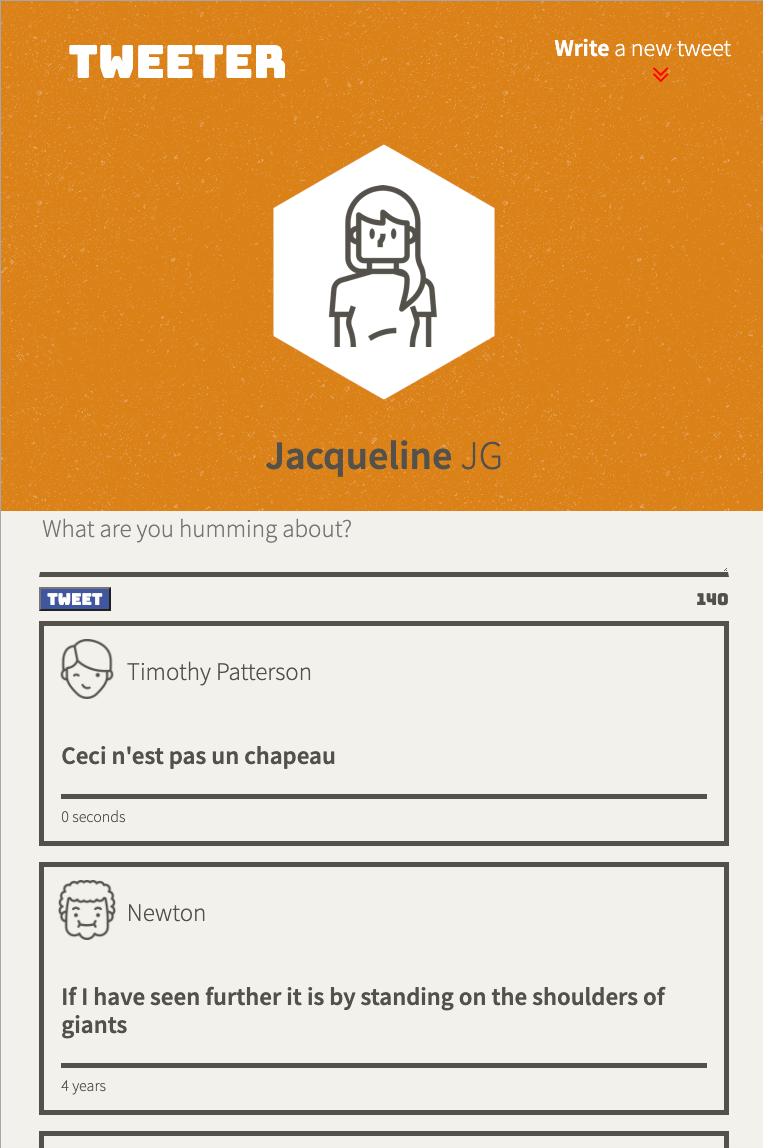 TWEETER
Write a new tweet
Jacqueline JG
What are you humming about?
TWEET
140
Timothy Patterson
Ceci n'est pas un chapeau
0 seconds
Newton
If I have seen further it is by standing on the shoulders of
giants
4 years